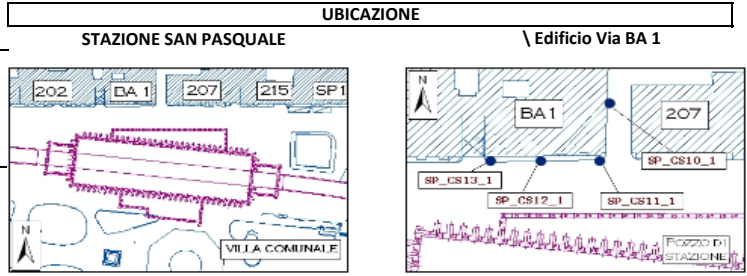 UBICAZIONE
STAZIONE SAN PASQUALE
\ Edificio Via BA 1
202
BA 1
207
215
SP1
N
VILLA COMUNALE
N
BA1
207
SP_CS10_1
SP_CS13_1
SP_CS12_1
SP_CS11_1
POZZO DI
STAZIONE